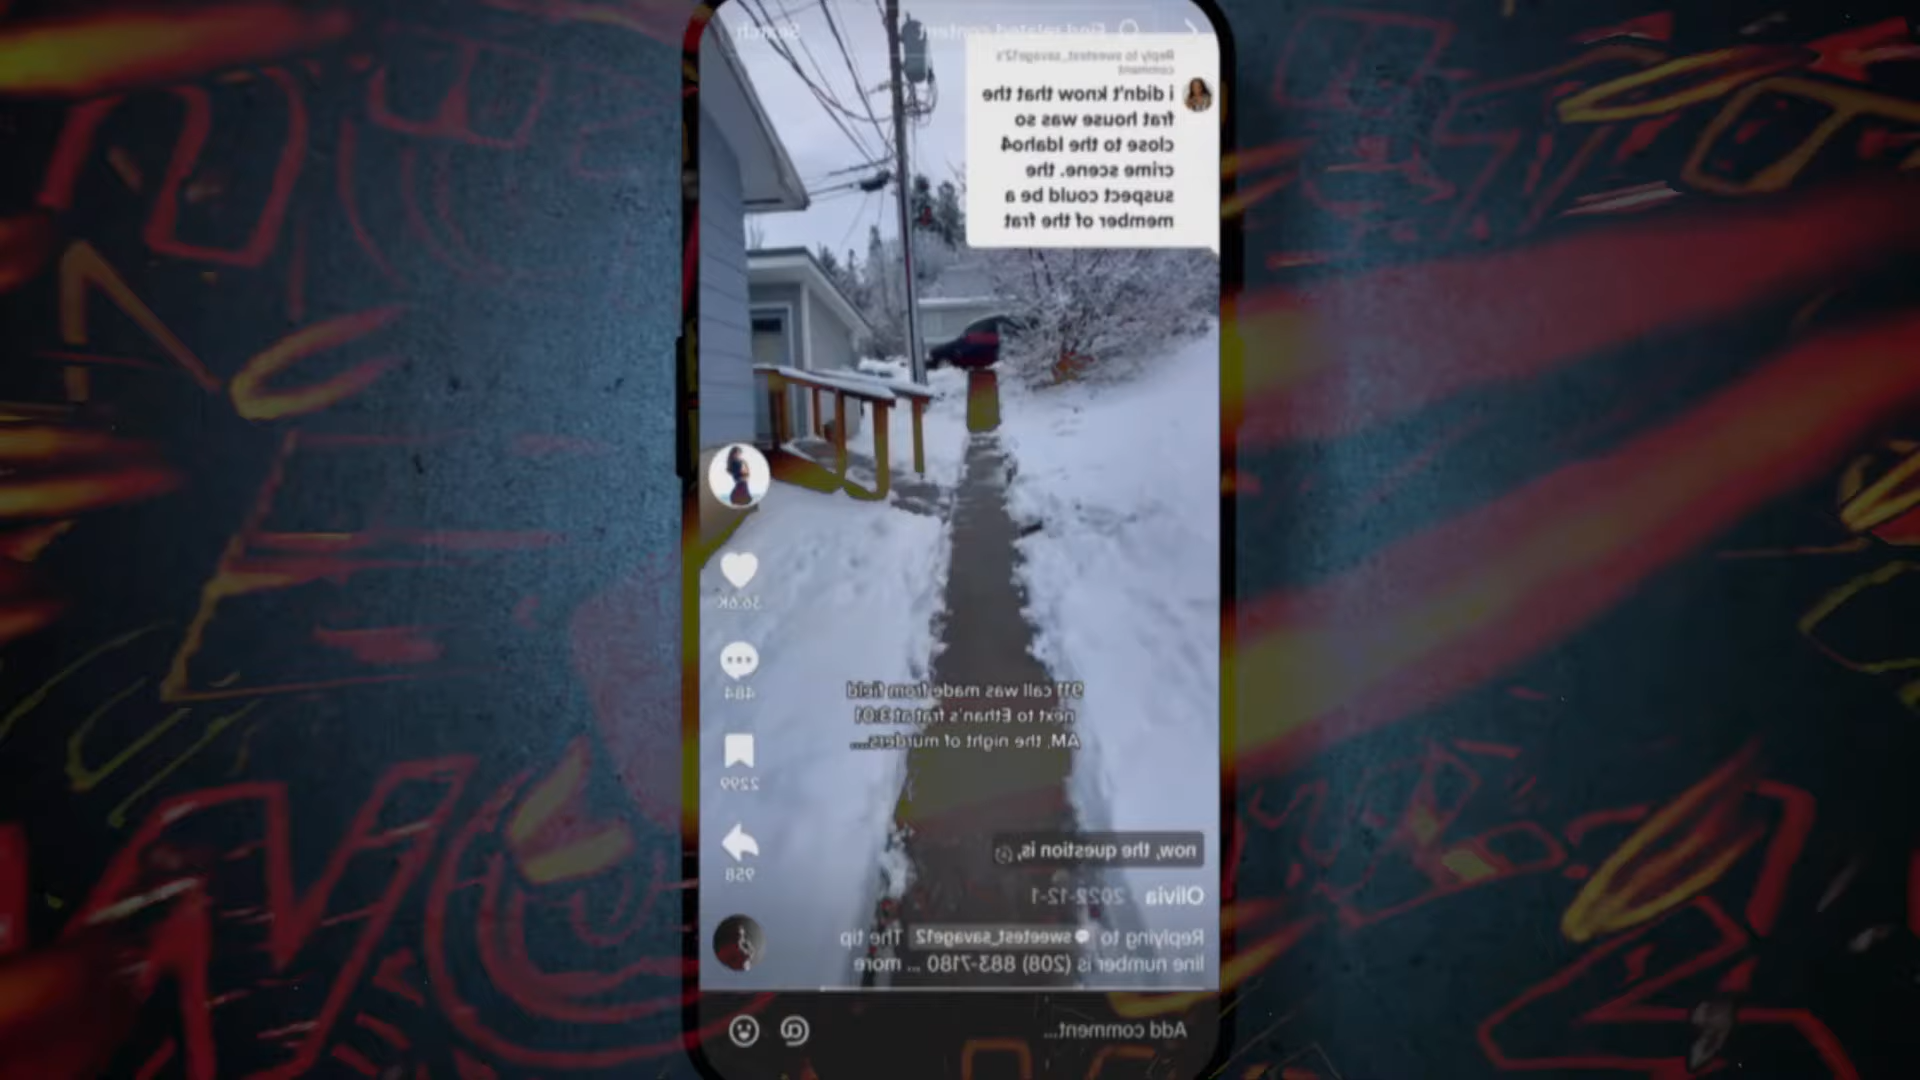 Search
Find related content
Reply to sweetest_savage12's
comment
i didn't know that the
frat house was so
close to the Idaho4
crime scene. the
suspect could be a
member of the frat
36.6K
484
911 call was made from field
next to Ethan's frat at 3:01
AM, the night of murders....
2299
now, the question is,
958
Olivia 2022-12-1
Replying to sweetest_savage12 The tip
line number is (208) 883-7180 ... more
Add comment...